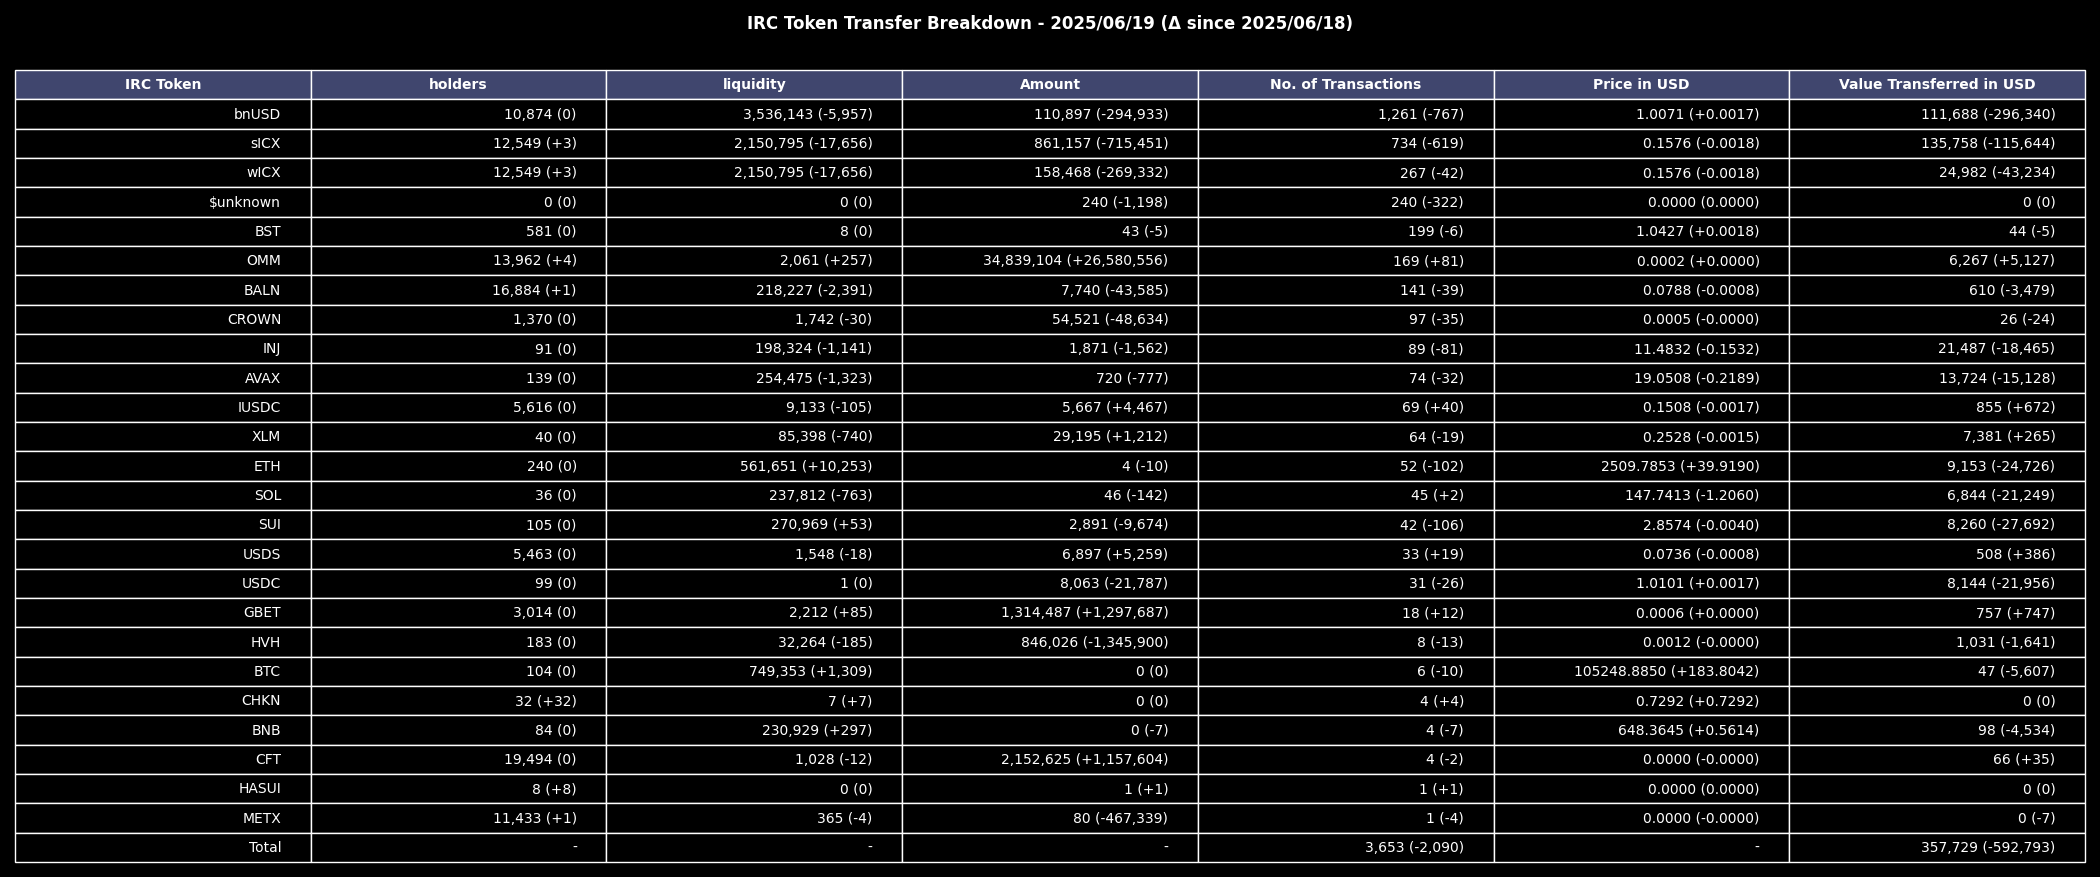 IRC Token Transfer Breakdown - 2025/06/19 (Δ since 2025/06/18)
IRC Token holders liquidity Amount No. of Transactions Price in USD Value Transferred in USD
bnUSD 10,874 (0) 3,536,143 (-5,957) 110,897 (-294,933) 1,261 (-767) 1.0071 (+0.0017) 111,688 (-296,340)
sICX 12,549 (+3) 2,150,795 (-17,656) 861,157 (-715,451) 734 (-619) 0.1576 (-0.0018) 135,758 (-115,644)
wICX 12,549 (+3) 2,150,795 (-17,656) 158,468 (-269,332) 267 (-42) 0.1576 (-0.0018) 24,982 (-43,234)
$unknown 0 (0) 0 (0) 240 (-1,198) 240 (-322) 0.0000 (0.0000) 0 (0)
BST 581 (0) 8 (0) 43 (-5) 199 (-6) 1.0427 (+0.0018) 44 (-5)
OMM 13,962 (+4) 2,061 (+257) 34,839,104 (+26,580,556) 169 (+81) 0.0002 (+0.0000) 6,267 (+5,127)
BALN 16,884 (+1) 218,227 (-2,391) 7,740 (-43,585) 141 (-39) 0.0788 (-0.0008) 610 (-3,479)
CROWN 1,370 (0) 1,742 (-30) 54,521 (-48,634) 97 (-35) 0.0005 (-0.0000) 26 (-24)
INJ 91 (0) 198,324 (-1,141) 1,871 (-1,562) 89 (-81) 11.4832 (-0.1532) 21,487 (-18,465)
AVAX 139 (0) 254,475 (-1,323) 720 (-777) 74 (-32) 19.0508 (-0.2189) 13,724 (-15,128)
IUSDC 5,616 (0) 9,133 (-105) 5,667 (+4,467) 69 (+40) 0.1508 (-0.0017) 855 (+672)
XLM 40 (0) 85,398 (-740) 29,195 (+1,212) 64 (-19) 0.2528 (-0.0015) 7,381 (+265)
ETH 240 (0) 561,651 (+10,253) 4 (-10) 52 (-102) 2509.7853 (+39.9190) 9,153 (-24,726)
SOL 36 (0) 237,812 (-763) 46 (-142) 45 (+2) 147.7413 (-1.2060) 6,844 (-21,249)
SUI 105 (0) 270,969 (+53) 2,891 (-9,674) 42 (-106) 2.8574 (-0.0040) 8,260 (-27,692)
USDS 5,463 (0) 1,548 (-18) 6,897 (+5,259) 33 (+19) 0.0736 (-0.0008) 508 (+386)
USDC 99 (0) 1 (0) 8,063 (-21,787) 31 (-26) 1.0101 (+0.0017) 8,144 (-21,956)
GBET 3,014 (0) 2,212 (+85) 1,314,487 (+1,297,687) 18 (+12) 0.0006 (+0.0000) 757 (+747)
HVH 183 (0) 32,264 (-185) 846,026 (-1,345,900) 8 (-13) 0.0012 (-0.0000) 1,031 (-1,641)
BTC 104 (0) 749,353 (+1,309) 0 (0) 6 (-10) 105248.8850 (+183.8042) 47 (-5,607)
CHKN 32 (+32) 7 (+7) 0 (0) 4 (+4) 0.7292 (+0.7292) 0 (0)
BNB 84 (0) 230,929 (+297) 0 (-7) 4 (-7) 648.3645 (+0.5614) 98 (-4,534)
CFT 19,494 (0) 1,028 (-12) 2,152,625 (+1,157,604) 4 (-2) 0.0000 (-0.0000) 66 (+35)
HASUI 8 (+8) 0 (0) 1 (+1) 1 (+1) 0.0000 (0.0000) 0 (0)
METX 11,433 (+1) 365 (-4) 80 (-467,339) 1 (-4) 0.0000 (-0.0000) 0 (-7)
Total - - - 3,653 (-2,090) - 357,729 (-592,793)